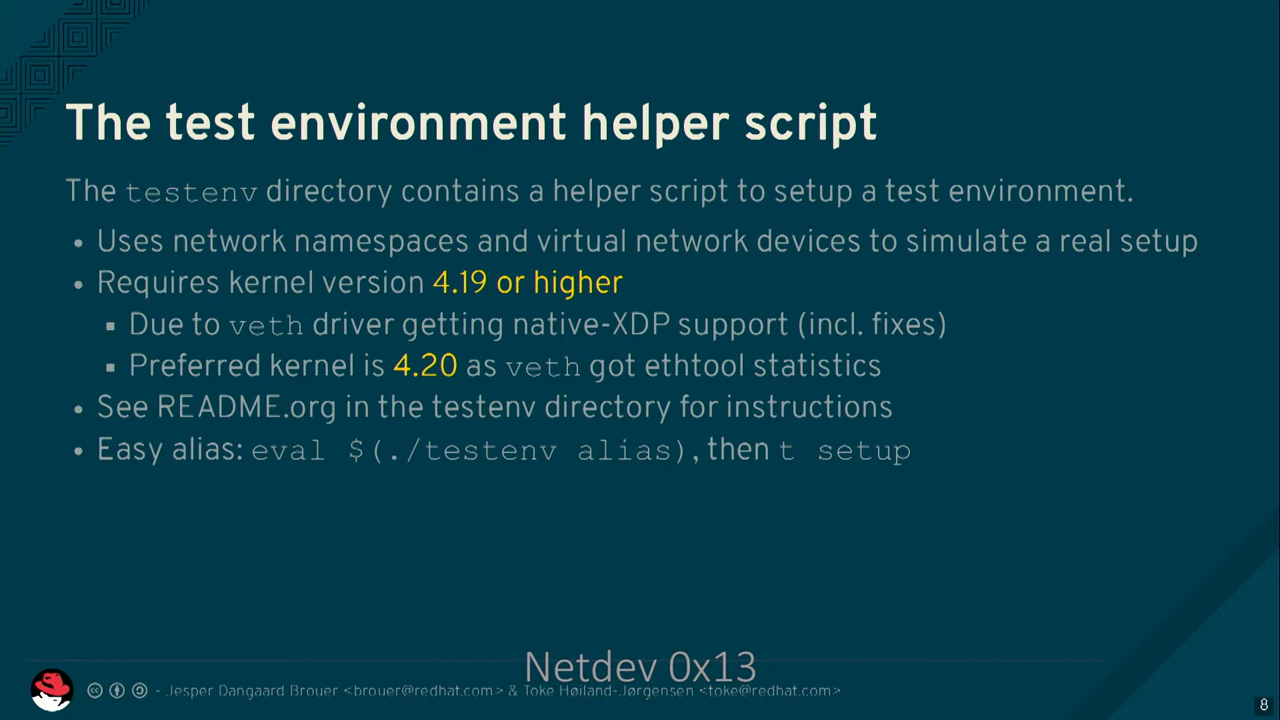 The test environment helper script
The testenv directory contains a helper script to setup a test environment.
• Uses network namespaces and virtual network devices to simulate a real setup
• Requires kernel version 4.19 or higher
▪ Due to veth driver getting native-XDP support (incl. fixes)
▪ Preferred kernel is 4.20 as veth got ethtool statistics
• See README.org in the testenv directory for instructions
• Easy alias: eval $(./testenv alias), then t setup
Netdev 0x13
- Jesper Dangaard Brouer <brouer@redhat.com> & Toke Høiland-Jørgensen <toke@redhat.com>
8